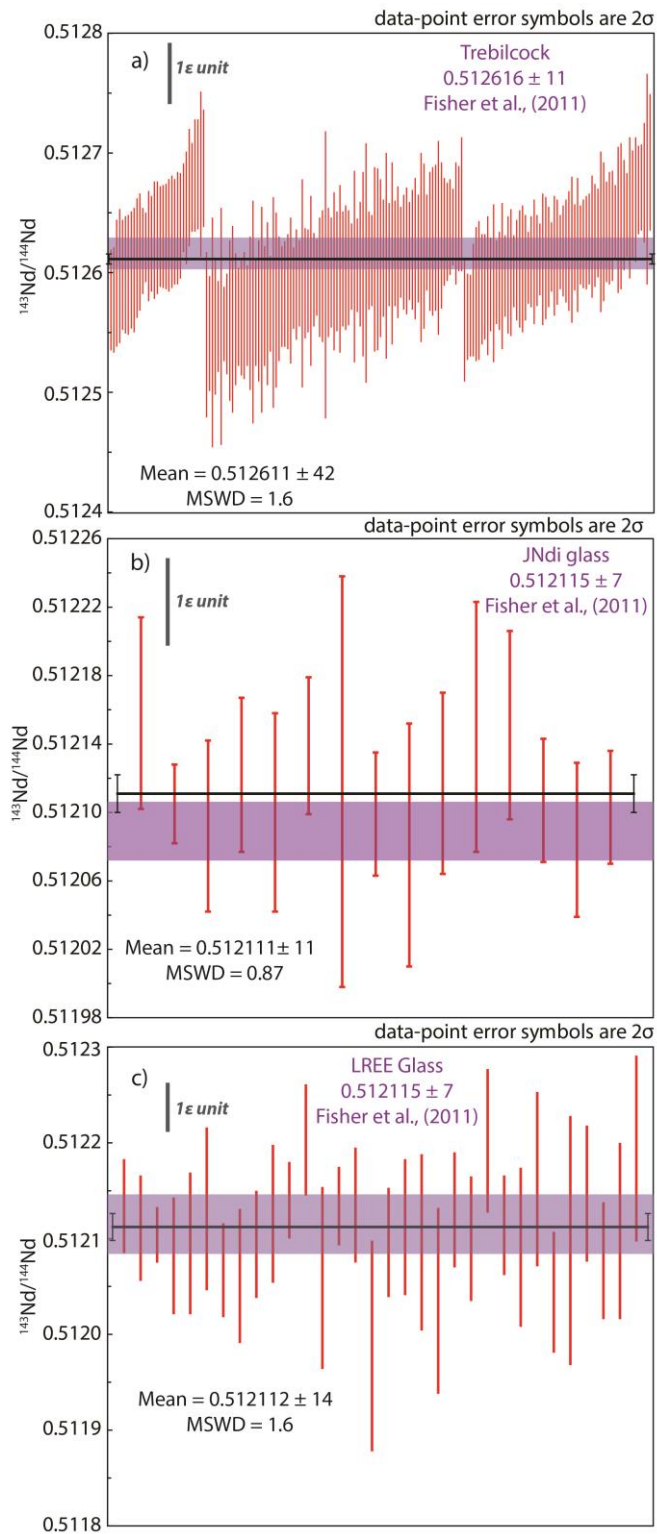 data-point error symbols are 2σ
0.5128
a)
1ε unit
Trebilcock
0.512616 ± 11
Fisher et al., (2011)
0.5127
0.5126
¹⁴³Nd/¹⁴⁴Nd
0.5125
Mean = 0.512611 ± 42
MSWD = 1.6
0.5124
data-point error symbols are 2σ
0.51226
b)
1ε unit
JNdi glass
0.512115 ± 7
Fisher et al., (2011)
0.51222
0.51218
0.51214
¹⁴³Nd/¹⁴⁴Nd
0.51210
0.51206
0.51202
Mean = 0.512111± 11
MSWD = 0.87
0.51198
data-point error symbols are 2σ
0.5123
c)
1ε unit
LREE Glass
0.512115 ± 7
Fisher et al., (2011)
0.5122
0.5121
¹⁴³Nd/¹⁴⁴Nd
0.5120
0.5119
Mean = 0.512112 ± 14
MSWD = 1.6
0.5118